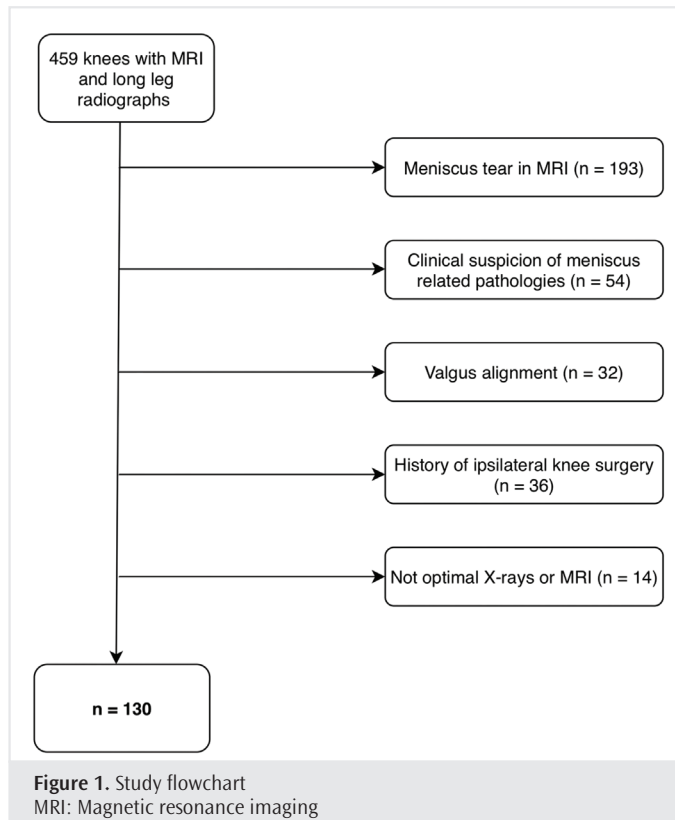 459 knees with MRI
and long leg
radiographs
Meniscus tear in MRI (n = 193)
Clinical suspicion of meniscus
related pathologies (n = 54)
Valgus alignment (n = 32)
History of ipsilateral knee surgery
(n = 36)
Not optimal X-rays or MRI (n = 14)
n = 130
Figure 1. Study flowchart
MRI: Magnetic resonance imaging